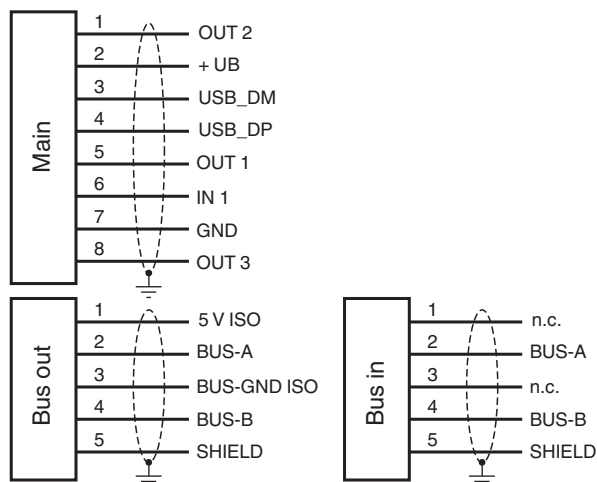 Main
1 OUT 2
2 + UB
3 USB_DM
4 USB_DP
5 OUT 1
6 IN 1
7 GND
8 OUT 3
Bus out
1 5 V ISO
2 BUS-A
3 BUS-GND ISO
4 BUS-B
5 SHIELD
Bus in
1 n.c.
2 BUS-A
3 n.c.
4 BUS-B
5 SHIELD